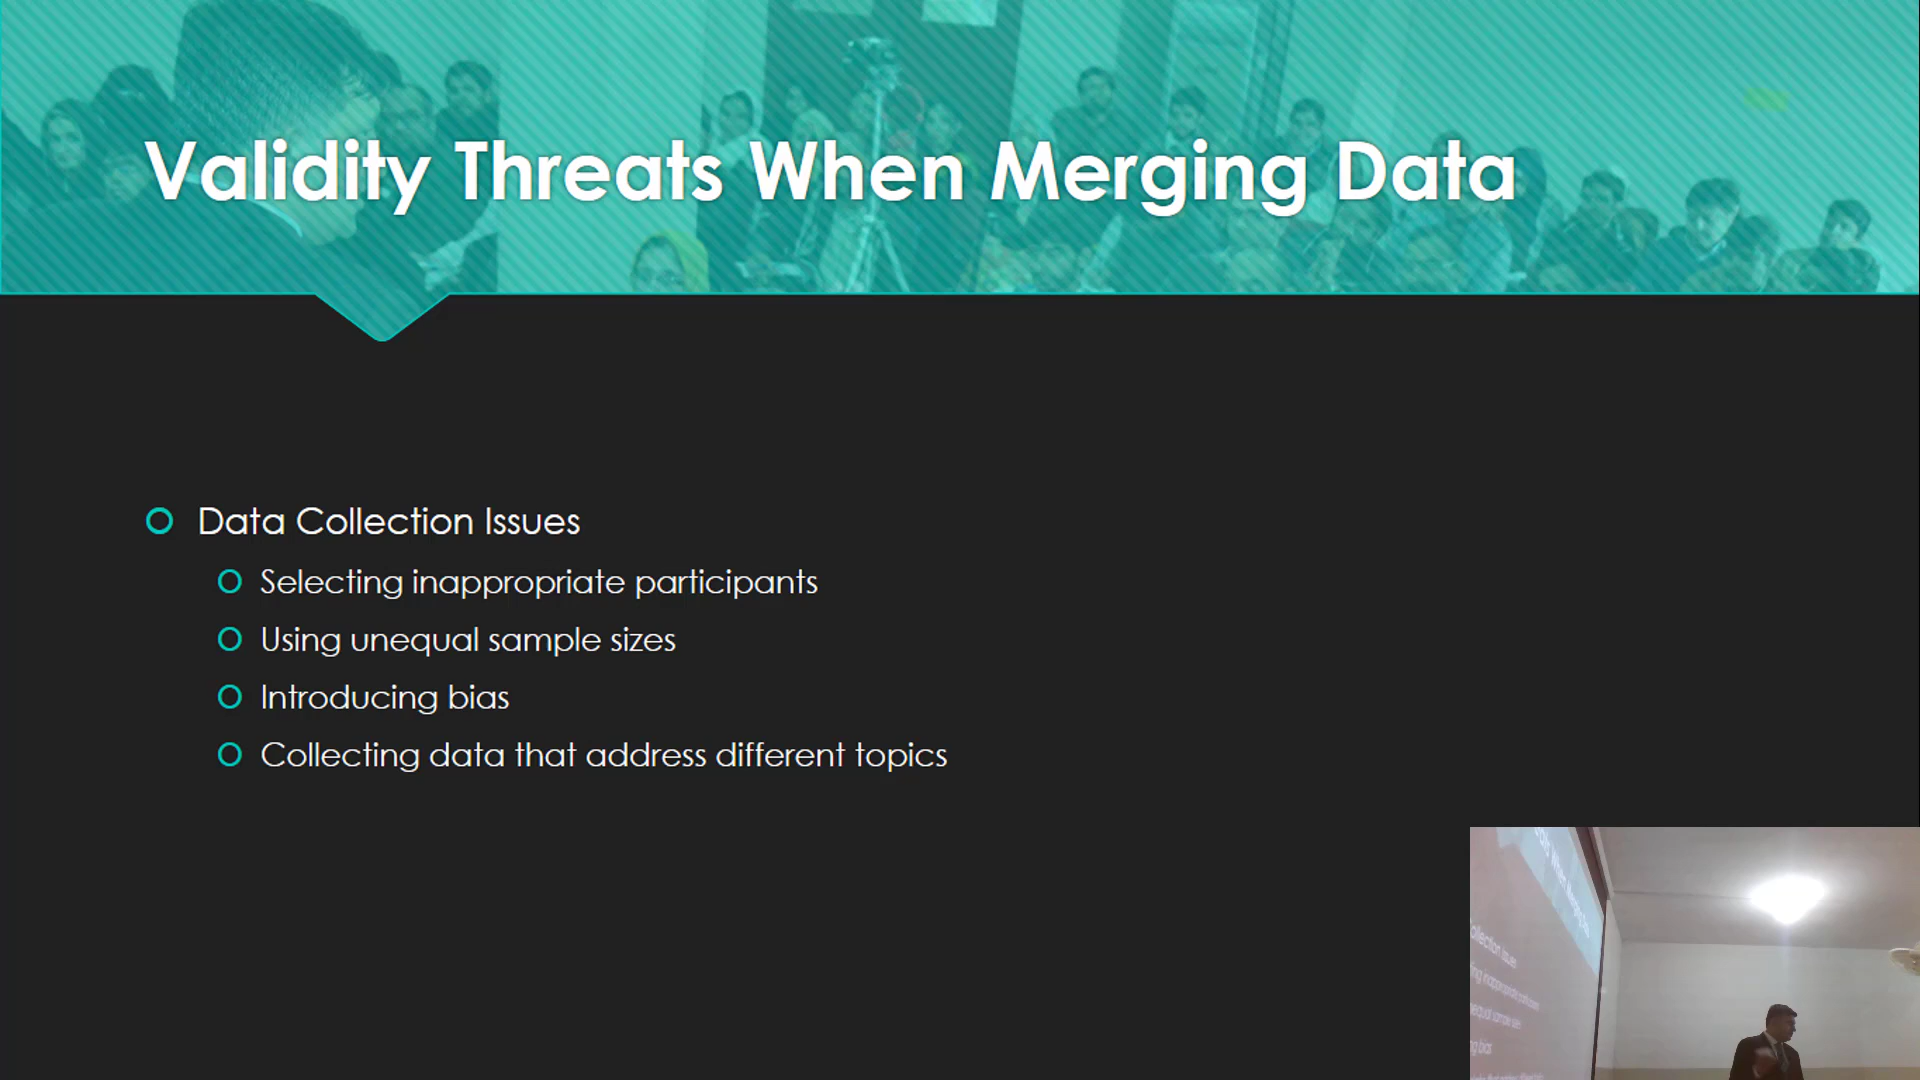 Validity Threats When Merging Data
Data Collection Issues
Selecting inappropriate participants
Using unequal sample sizes
Introducing bias
Collecting data that address different topics